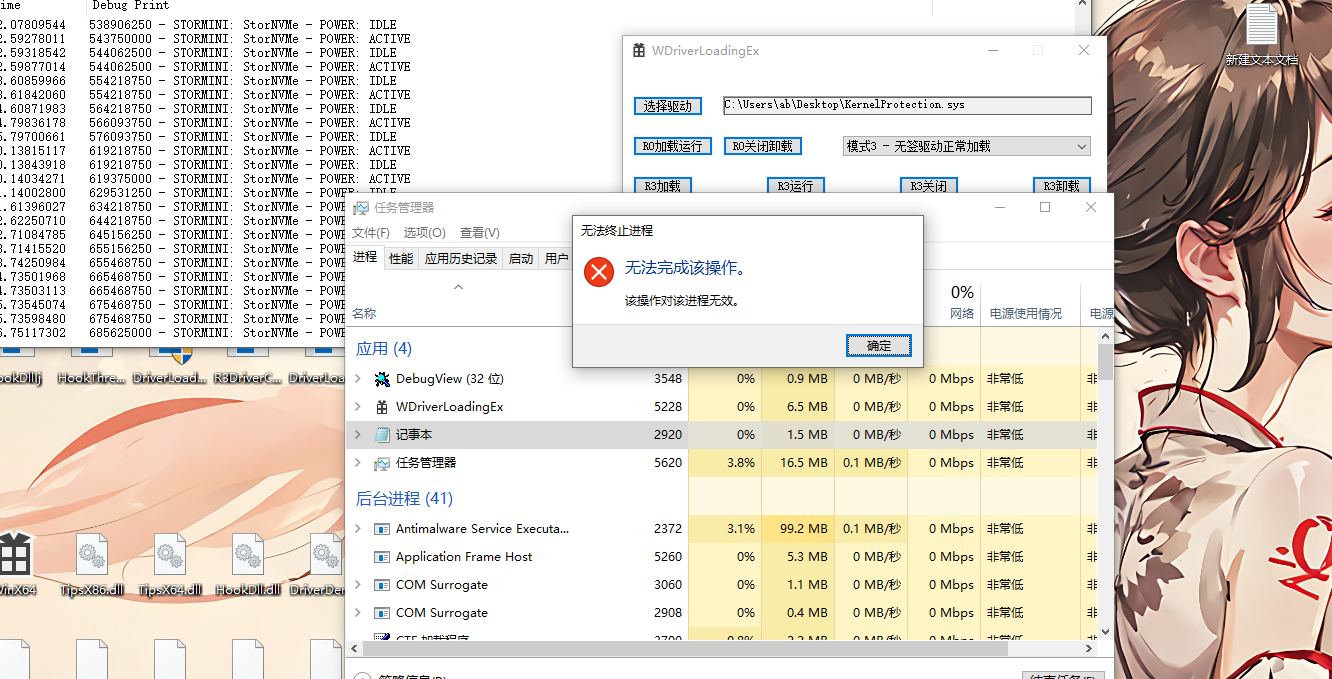 ime Debug Print
2.07809544 538906250 - STORMINI: StorNVMe - POWER: IDLE
2.59278011 543750000 - STORMINI: StorNVMe - POWER: ACTIVE
2.59318542 544062500 - STORMINI: StorNVMe - POWER: IDLE
2.59877014 544062500 - STORMINI: StorNVMe - POWER: ACTIVE
3.60859966 554218750 - STORMINI: StorNVMe - POWER: IDLE
3.61842060 554218750 - STORMINI: StorNVMe - POWER: ACTIVE
4.60871983 564218750 - STORMINI: StorNVMe - POWER: IDLE
4.79836178 566093750 - STORMINI: StorNVMe - POWER: ACTIVE
5.79700661 576093750 - STORMINI: StorNVMe - POWER: IDLE
0.13815117 619218750 - STORMINI: StorNVMe - POWER: ACTIVE
0.13843918 619218750 - STORMINI: StorNVMe - POWER: IDLE
0.14034271 619375000 - STORMINI: StorNVMe - POWER: ACTIVE
1.14002800 629531250 - STORMINI: StorNVMe - POWER: IDLE
1.61396027 634218750 - STORMINI: StorNVMe - POW
2.62250710 644218750 - STORMINI: StorNVMe - POW
2.71084785 645156250 - STORMINI: StorNVMe - POW
3.71415520 655156250 - STORMINI: StorNVMe - POW
3.74250984 655468750 - STORMINI: StorNVMe - POW
4.73501968 665468750 - STORMINI: StorNVMe - POW
4.73503113 665468750 - STORMINI: StorNVMe - POW
5.73545074 675468750 - STORMINI: StorNVMe - POW
5.73598480 675468750 - STORMINI: StorNVMe - POW
6.75117302 685625000 - STORMINI: StorNVMe - POW
WDriverLoadingEx
选择驱动 C:\Users\ab\Desktop\KernelProtection.sys
R0加载运行 R0关闭卸载 模式3 - 无签驱动正常加载
R3加载 R3运行 R3关闭 R3卸载
新建文本文档
任务管理器
文件(F) 选项(O) 查看(V)
进程 性能 应用历史记录 启动 用户
无法终止进程
无法完成该操作。
该操作对该进程无效。
确定
0%
名称 网络 电源使用情况 电源
应用 (4)
DebugView (32 位) 3548 0% 0.9 MB 0 MB/秒 0 Mbps 非常低 非
WDriverLoadingEx 5228 0% 6.5 MB 0 MB/秒 0 Mbps 非常低 非
记事本 2920 0% 1.5 MB 0 MB/秒 0 Mbps 非常低 非
任务管理器 5620 3.8% 16.5 MB 0.1 MB/秒 0 Mbps 非常低 非
后台进程 (41)
Antimalware Service Executa... 2372 3.1% 99.2 MB 0.1 MB/秒 0 Mbps 非常低 非
Application Frame Host 5260 0% 5.3 MB 0 MB/秒 0 Mbps 非常低 非
COM Surrogate 3060 0% 1.1 MB 0 MB/秒 0 Mbps 非常低 非
COM Surrogate 2908 0% 0.4 MB 0 MB/秒 0 Mbps 非常低 非
CTF 加载程序 0 MB/秒 0 Mbps 非常低 非
ookDllj HookThre... DriverLoad... R3DriverC... DriverLoa
VinX64 TipsX86.dll TipsX64.dll HookDll.dll DriverDer